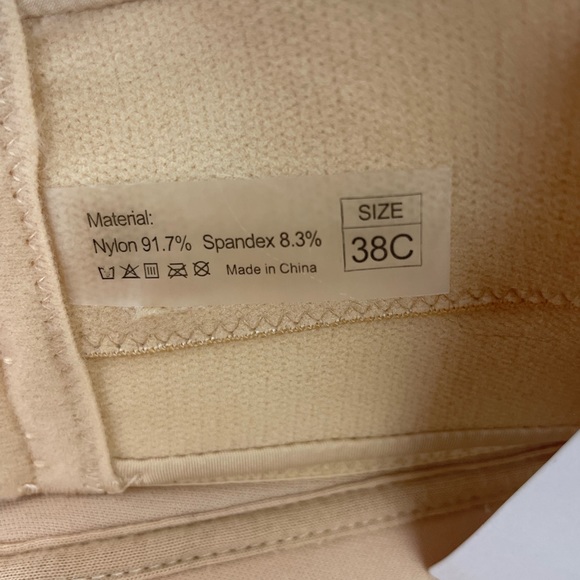 Material:
Nylon 91.7% Spandex 8.3%
Made in China
SIZE
38C